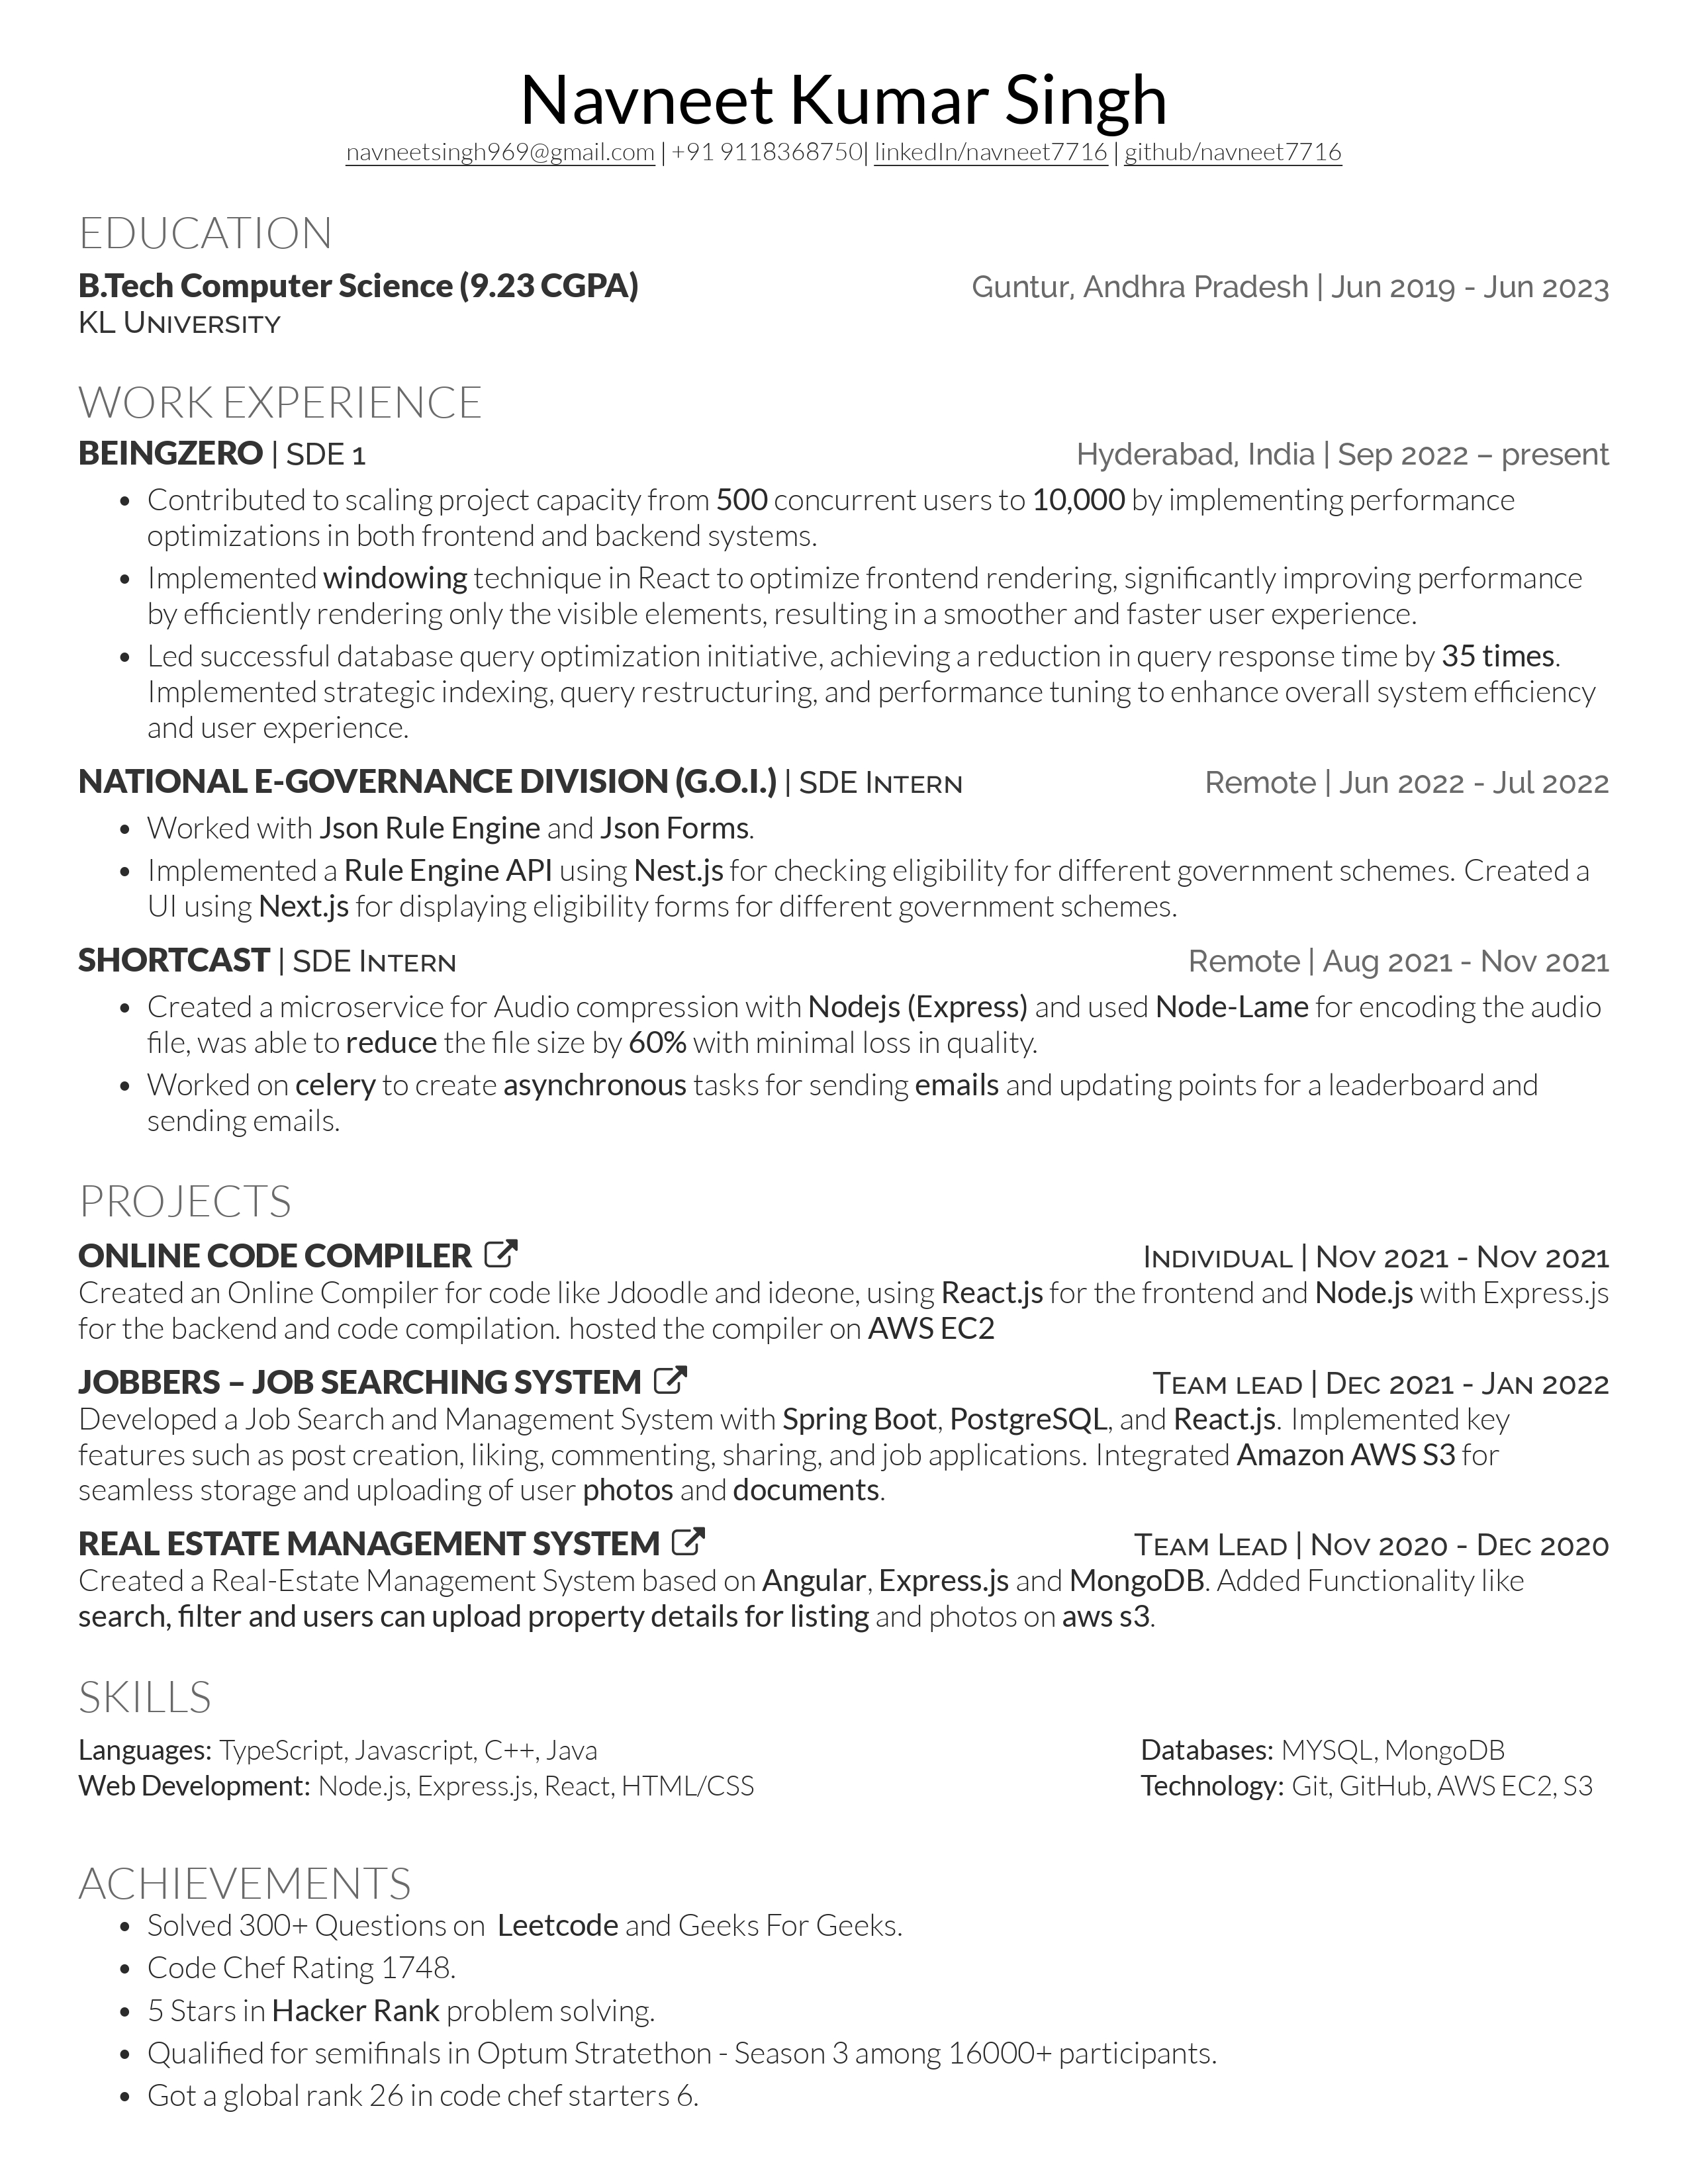 Navneet Kumar Singh
navneetsingh969@gmail.com | +91 9118368750| linkedIn/navneet7716 | github/navneet7716
EDUCATION
B.Tech Computer Science (9.23 CGPA) Guntur, Andhra Pradesh | Jun 2019 - Jun 2023
KL UNIVERSITY
WORK EXPERIENCE
BEINGZERO | SDE 1 Hyderabad, India | Sep 2022 – present
• Contributed to scaling project capacity from 500 concurrent users to 10,000 by implementing performance
optimizations in both frontend and backend systems.
• Implemented windowing technique in React to optimize frontend rendering, significantly improving performance
by efficiently rendering only the visible elements, resulting in a smoother and faster user experience.
• Led successful database query optimization initiative, achieving a reduction in query response time by 35 times.
Implemented strategic indexing, query restructuring, and performance tuning to enhance overall system efficiency
and user experience.
NATIONAL E-GOVERNANCE DIVISION (G.O.I.) | SDE INTERN Remote | Jun 2022 - Jul 2022
• Worked with Json Rule Engine and Json Forms.
• Implemented a Rule Engine API using Nest.js for checking eligibility for different government schemes. Created a
UI using Next.js for displaying eligibility forms for different government schemes.
SHORTCAST | SDE INTERN Remote | Aug 2021 - Nov 2021
• Created a microservice for Audio compression with Nodejs (Express) and used Node-Lame for encoding the audio
file, was able to reduce the file size by 60% with minimal loss in quality.
• Worked on celery to create asynchronous tasks for sending emails and updating points for a leaderboard and
sending emails.
PROJECTS
ONLINE CODE COMPILER INDIVIDUAL | NOV 2021 - NOV 2021
Created an Online Compiler for code like Jdoodle and ideone, using React.js for the frontend and Node.js with Express.js
for the backend and code compilation. hosted the compiler on AWS EC2
JOBBERS – JOB SEARCHING SYSTEM TEAM LEAD | DEC 2021 - JAN 2022
Developed a Job Search and Management System with Spring Boot, PostgreSQL, and React.js. Implemented key
features such as post creation, liking, commenting, sharing, and job applications. Integrated Amazon AWS S3 for
seamless storage and uploading of user photos and documents.
REAL ESTATE MANAGEMENT SYSTEM TEAM LEAD | NOV 2020 - DEC 2020
Created a Real-Estate Management System based on Angular, Express.js and MongoDB. Added Functionality like
search, filter and users can upload property details for listing and photos on aws s3.
SKILLS
Languages: TypeScript, Javascript, C++, Java Databases: MYSQL, MongoDB
Web Development: Node.js, Express.js, React, HTML/CSS Technology: Git, GitHub, AWS EC2, S3
ACHIEVEMENTS
• Solved 300+ Questions on Leetcode and Geeks For Geeks.
• Code Chef Rating 1748.
• 5 Stars in Hacker Rank problem solving.
• Qualified for semifinals in Optum Stratethon - Season 3 among 16000+ participants.
• Got a global rank 26 in code chef starters 6.